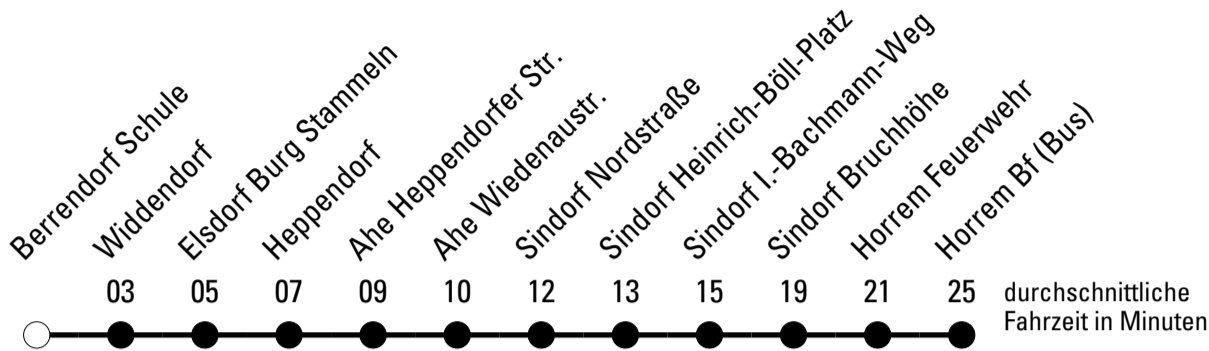 Berrendorf Schule
Widdendorf
Elsdorf Burg Stammeln
Heppendorf
Ahe Heppendorfer Str.
Ahe Wiedenaustr.
Sindorf Nordstraße
Sindorf Heinrich-Böll-Platz
Sindorf I.-Bachmann-Weg
Sindorf Bruchhöhe
Horrem Feuerwehr
Horrem Bf (Bus)
03 05 07 09 10 12 13 15 19 21 25
durchschnittliche
Fahrzeit in Minuten